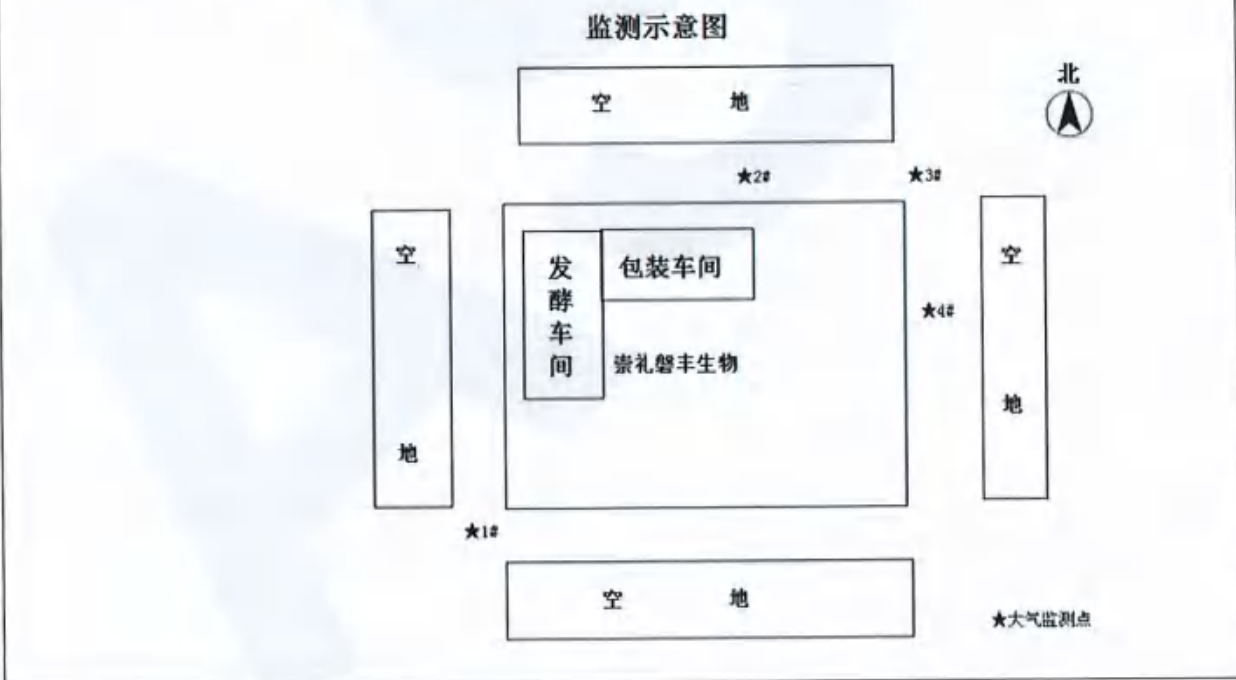 监测示意图
北
空 地
★2#
★3#
空 地
发酵车间
包装车间
崇礼磐丰生物
★4#
空 地
★1#
空 地
★大气监测点